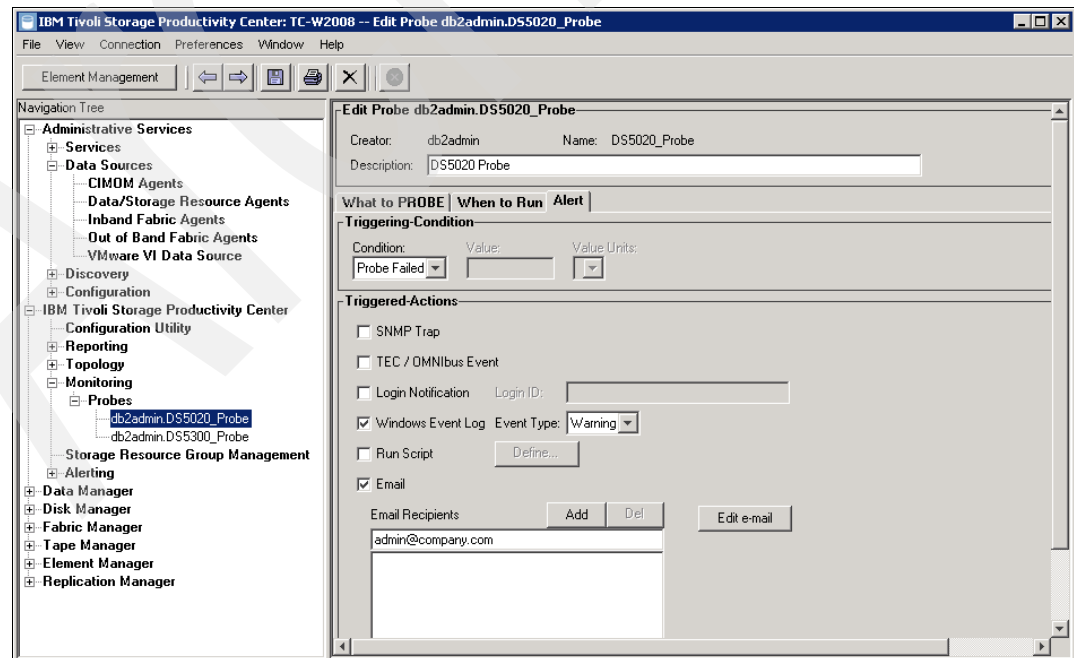 IBM Tivoli Storage Productivity Center: TC-W2008 -- Edit Probe db2admin.DS5020_Probe
File View Connection Preferences Window Help
Element Management
Navigation Tree
Administrative Services
Services
Data Sources
CIMOM Agents
Data/Storage Resource Agents
Inband Fabric Agents
Out of Band Fabric Agents
VMware VI Data Source
Discovery
Configuration
IBM Tivoli Storage Productivity Center
Configuration Utility
Reporting
Topology
Monitoring
Probes
db2admin.DS5020_Probe
db2admin.DS5300_Probe
Storage Resource Group Management
Alerting
Data Manager
Disk Manager
Fabric Manager
Tape Manager
Element Manager
Replication Manager
Edit Probe db2admin.DS5020_Probe
Creator: db2admin Name: DS5020_Probe
Description: DS5020 Probe
What to PROBE When to Run Alert
Triggering-Condition
Condition: Value: Value Units:
Probe Failed
Triggered-Actions
SNMP Trap
TEC / OMNIbus Event
Login Notification Login ID:
Windows Event Log Event Type: Warning
Run Script Define...
Email
Email Recipients Add Del Edit e-mail
admin@company.com